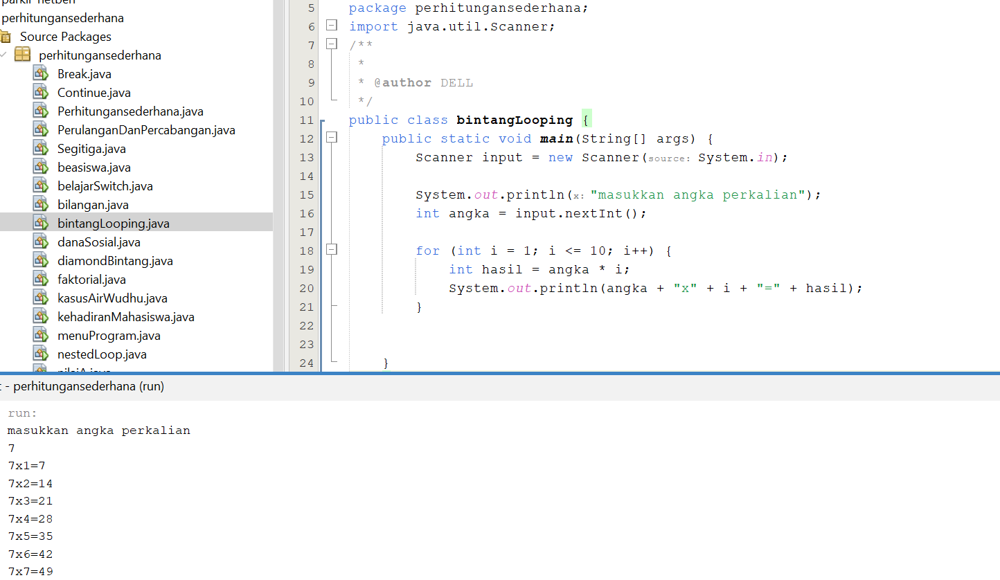 perhitungansederhana
Source Packages
perhitungansederhana
Break.java
Continue.java
Perhitungansederhana.java
PerulanganDanPercabangan.java
Segitiga.java
beasiswa.java
belajarSwitch.java
bilangan.java
bintangLooping.java
danaSosial.java
diamondBintang.java
faktorial.java
kasusAirWudhu.java
kehadiranMahasiswa.java
menuProgram.java
nestedLoop.java
5 package perhitungansederhana;
6 import java.util.Scanner;
7 /**
8 *
9 * @author DELL
10 */
11 public class bintangLooping {
12 public static void main(String[] args) {
13 Scanner input = new Scanner(source: System.in);
14
15 System.out.println(x: "masukkan angka perkalian");
16 int angka = input.nextInt();
17
18 for (int i = 1; i <= 10; i++) {
19 int hasil = angka * i;
20 System.out.println(angka + "x" + i + "=" + hasil);
21 }
22
23
24 }
- perhitungansederhana (run)
run:
masukkan angka perkalian
7
7x1=7
7x2=14
7x3=21
7x4=28
7x5=35
7x6=42
7x7=49